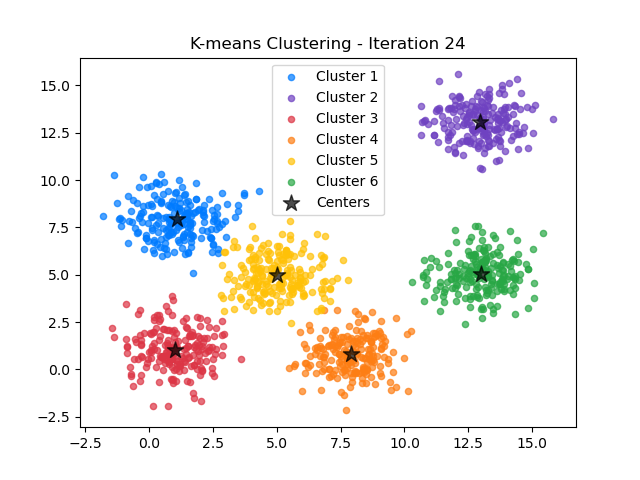 K-means Clustering - Iteration 24
Cluster 1
Cluster 2
Cluster 3
Cluster 4
Cluster 5
Cluster 6
Centers
15.0
12.5
10.0
7.5
5.0
2.5
0.0
−2.5
−2.5 0.0 2.5 5.0 7.5 10.0 12.5 15.0